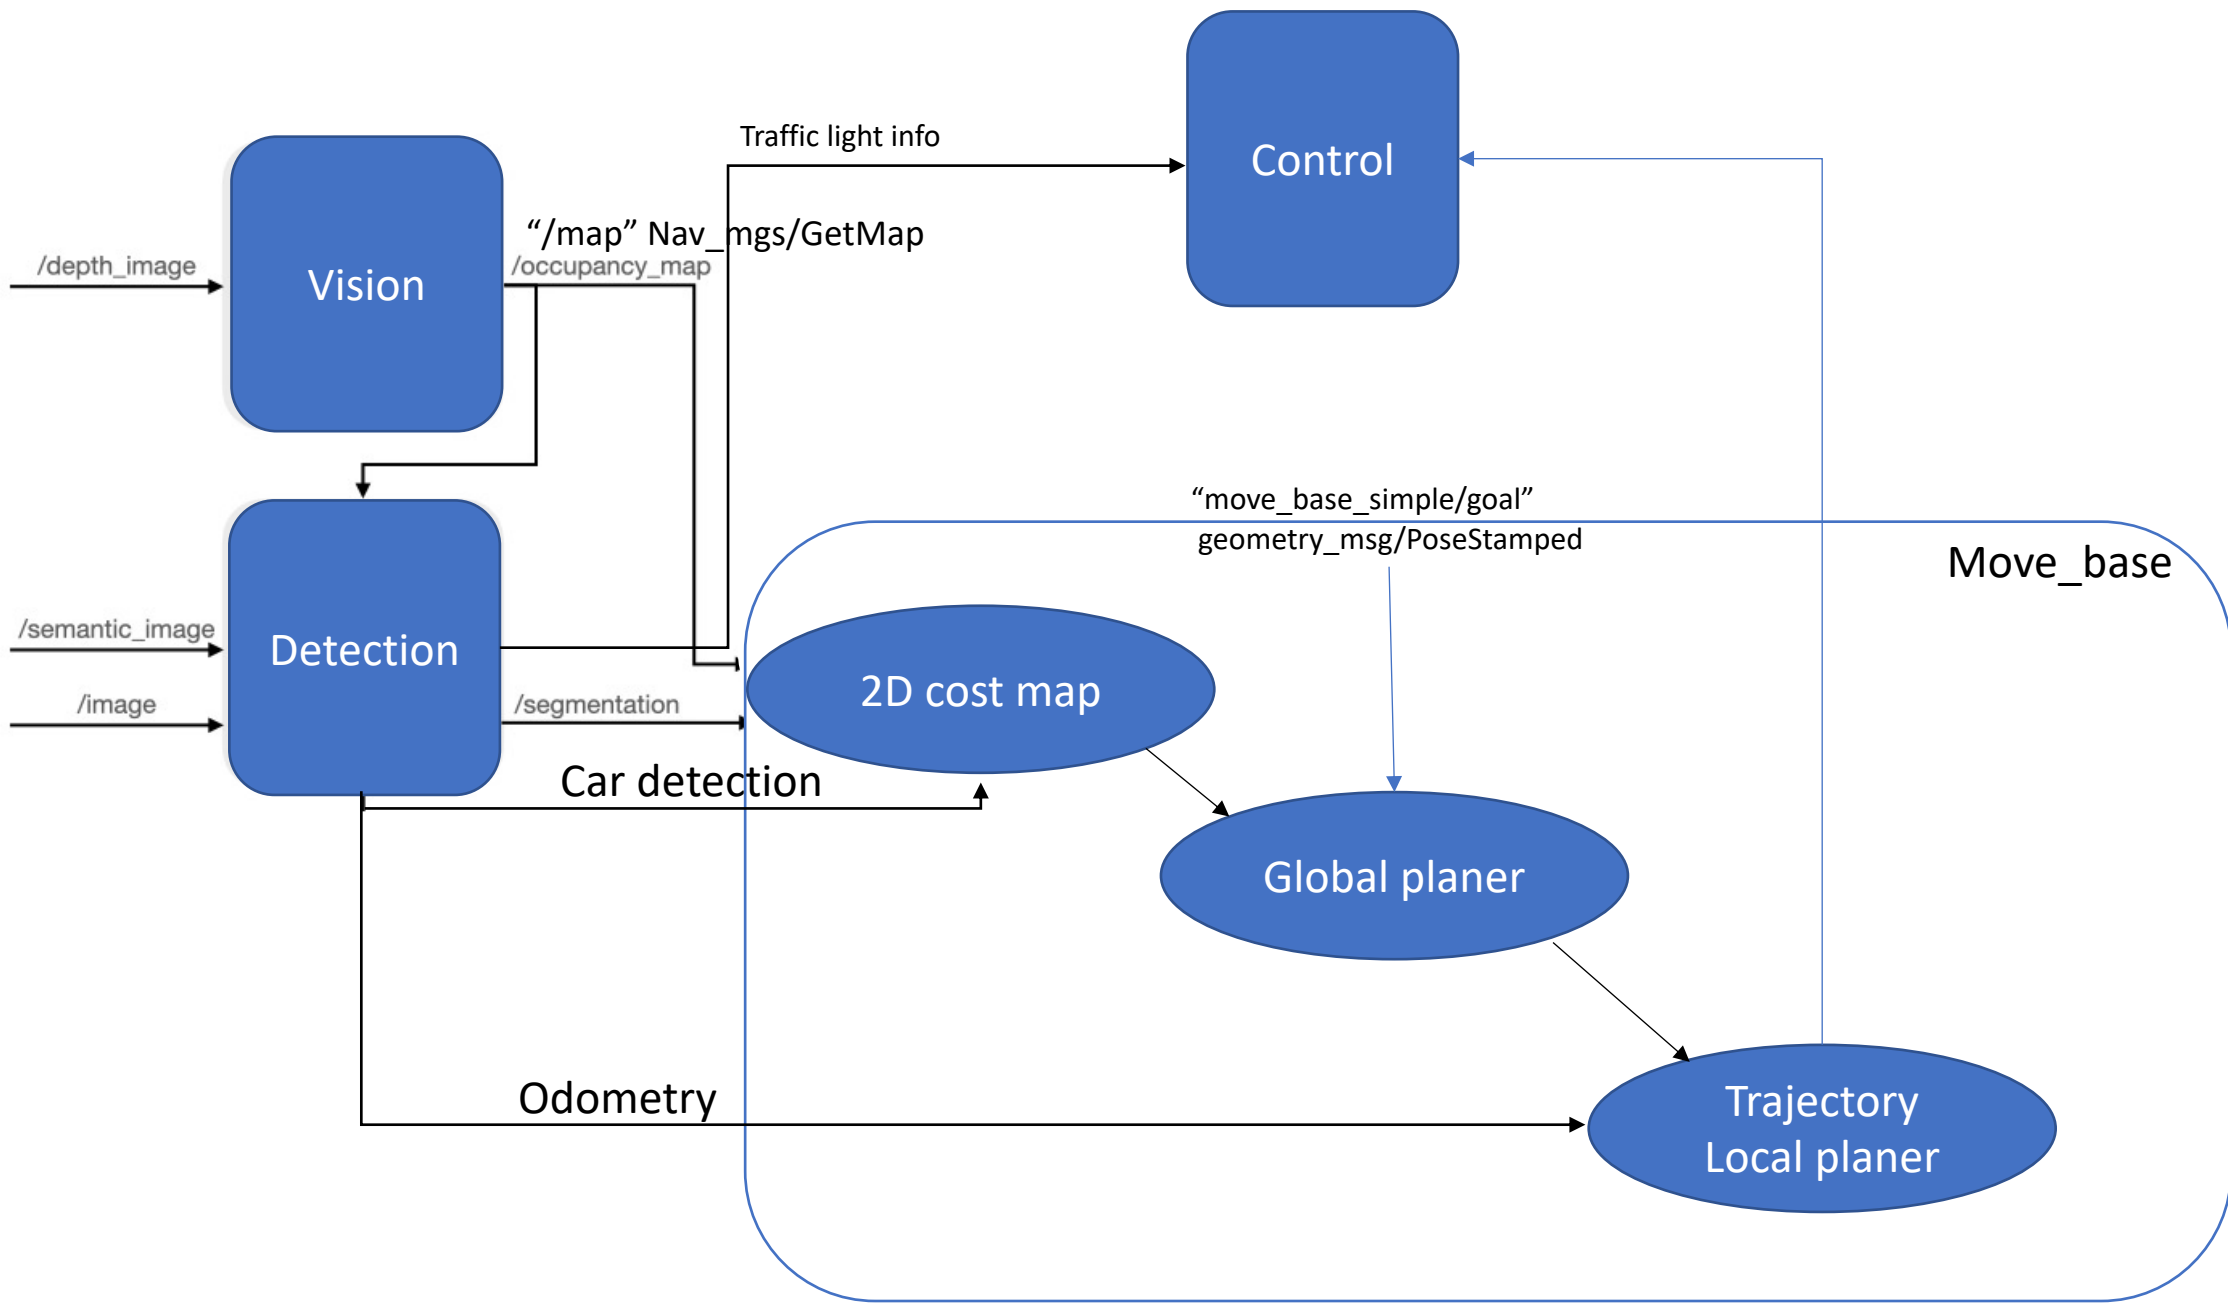 Control
Traffic light info
“/map” Nav_mgs/GetMap
/depth_image
Vision
/occupancy_map
“move_base_simple/goal”
geometry_msg/PoseStamped
Move_base
/semantic_image
Detection
/image
/segmentation
2D cost map
Car detection
Global planer
Odometry
Trajectory
Local planer